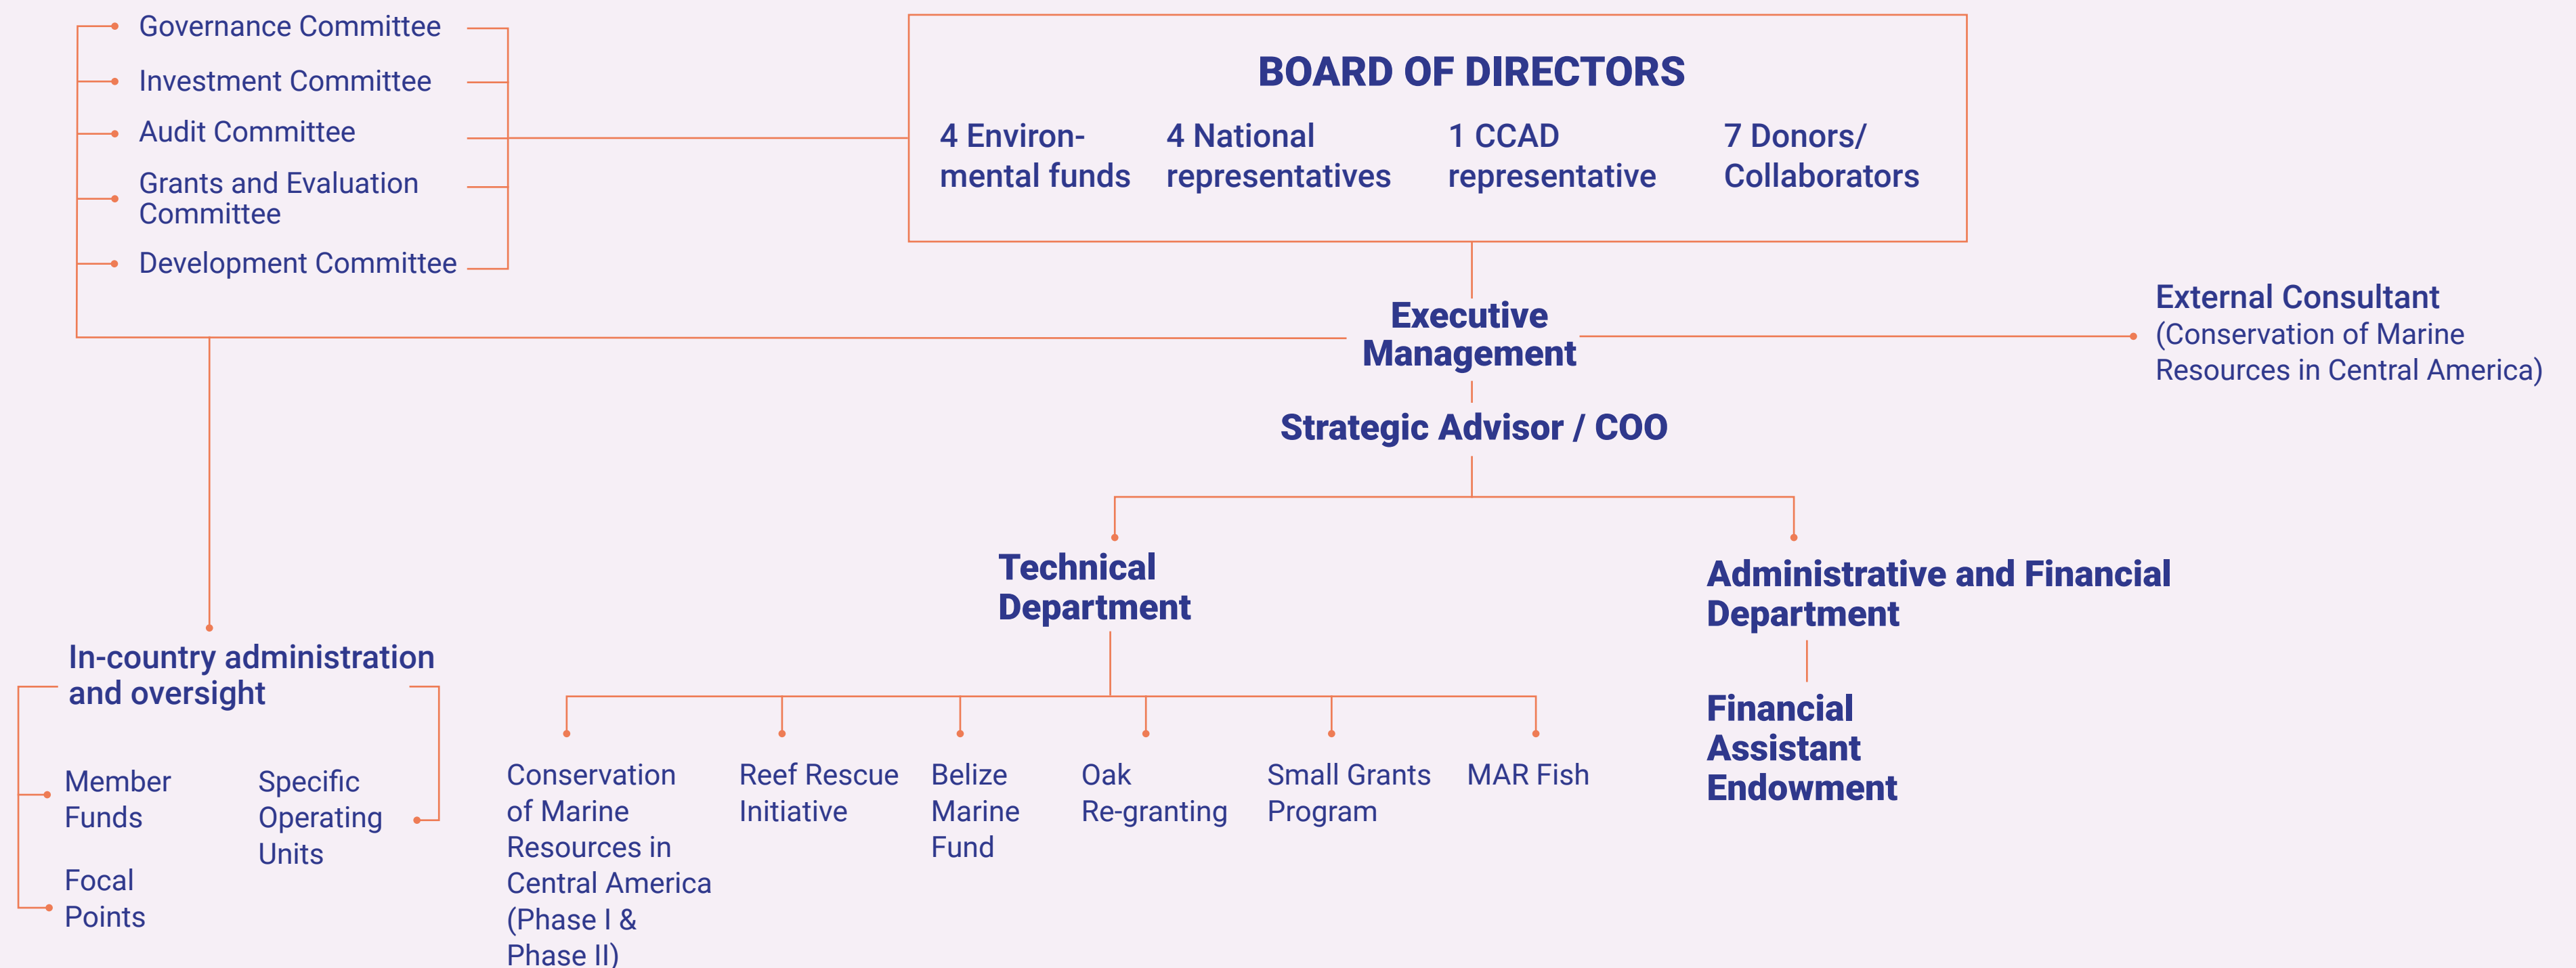 Governance Committee
Investment Committee
Audit Committee
Grants and Evaluation
Committee
Development Committee
BOARD OF DIRECTORS
4 Environ-
mental funds
4 National
representatives
1 CCAD
representative
7 Donors/
Collaborators
Executive
Management
External Consultant
(Conservation of Marine
Resources in Central America)
Strategic Advisor / COO
Technical
Department
Administrative and Financial
Department
Financial
Assistant
Endowment
In-country administration
and oversight
Member
Funds
Focal
Points
Specific
Operating
Units
Conservation
of Marine
Resources in
Central America
(Phase I &
Phase II)
Reef Rescue
Initiative
Belize
Marine
Fund
Oak
Re-granting
Small Grants
Program
MAR Fish